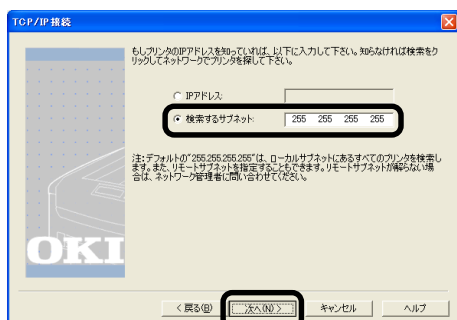 TCP/IP接続
もしプリンタのIPアドレスを知っていれば、以下に入力して下さい。知らなければ検索をク
リックしてネットワークでプリンタを探して下さい。
IPアドレス:
検索するサブネット: 255 255 255 255
注:デフォルトの"255.255.255.255"は、ローカルサブネットにあるすべてのプリンタを検索し
ます。また、リモートサブネットを指定することもできます。リモートサブネットが解らない場
合は、ネットワーク管理者に問い合わせてください。
OKI
< 戻る(B) 次へ(N) > キャンセル ヘルプ